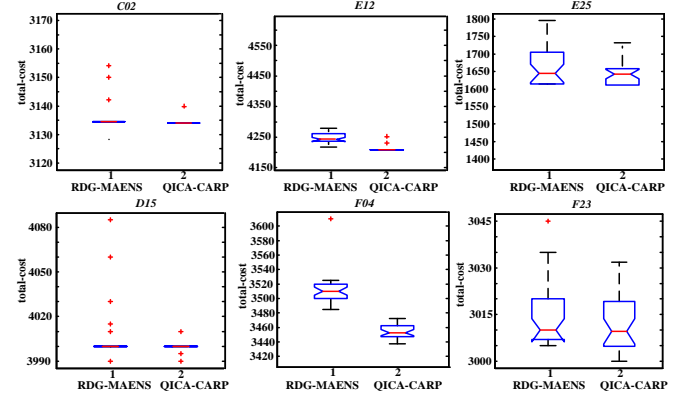 C02
total-cost
3170
3160
3150
3140
3130
3120
1 2
RDG-MAENS QICA-CARP
E12
total-cost
4550
4450
4350
4250
4150
1 2
RDG-MAENS QICA-CARP
E25
total-cost
1800
1750
1700
1650
1600
1550
1500
1450
1400
1 2
RDG-MAENS QICA-CARP
D15
total-cost
4080
4050
4020
3990
1 2
RDG-MAENS QICA-CARP
F04
total-cost
3600
3580
3560
3540
3520
3500
3480
3460
3440
3420
1 2
RDG-MAENS QICA-CARP
F23
total-cost
3045
3030
3015
3000
1 2
RDG-MAENS QICA-CARP